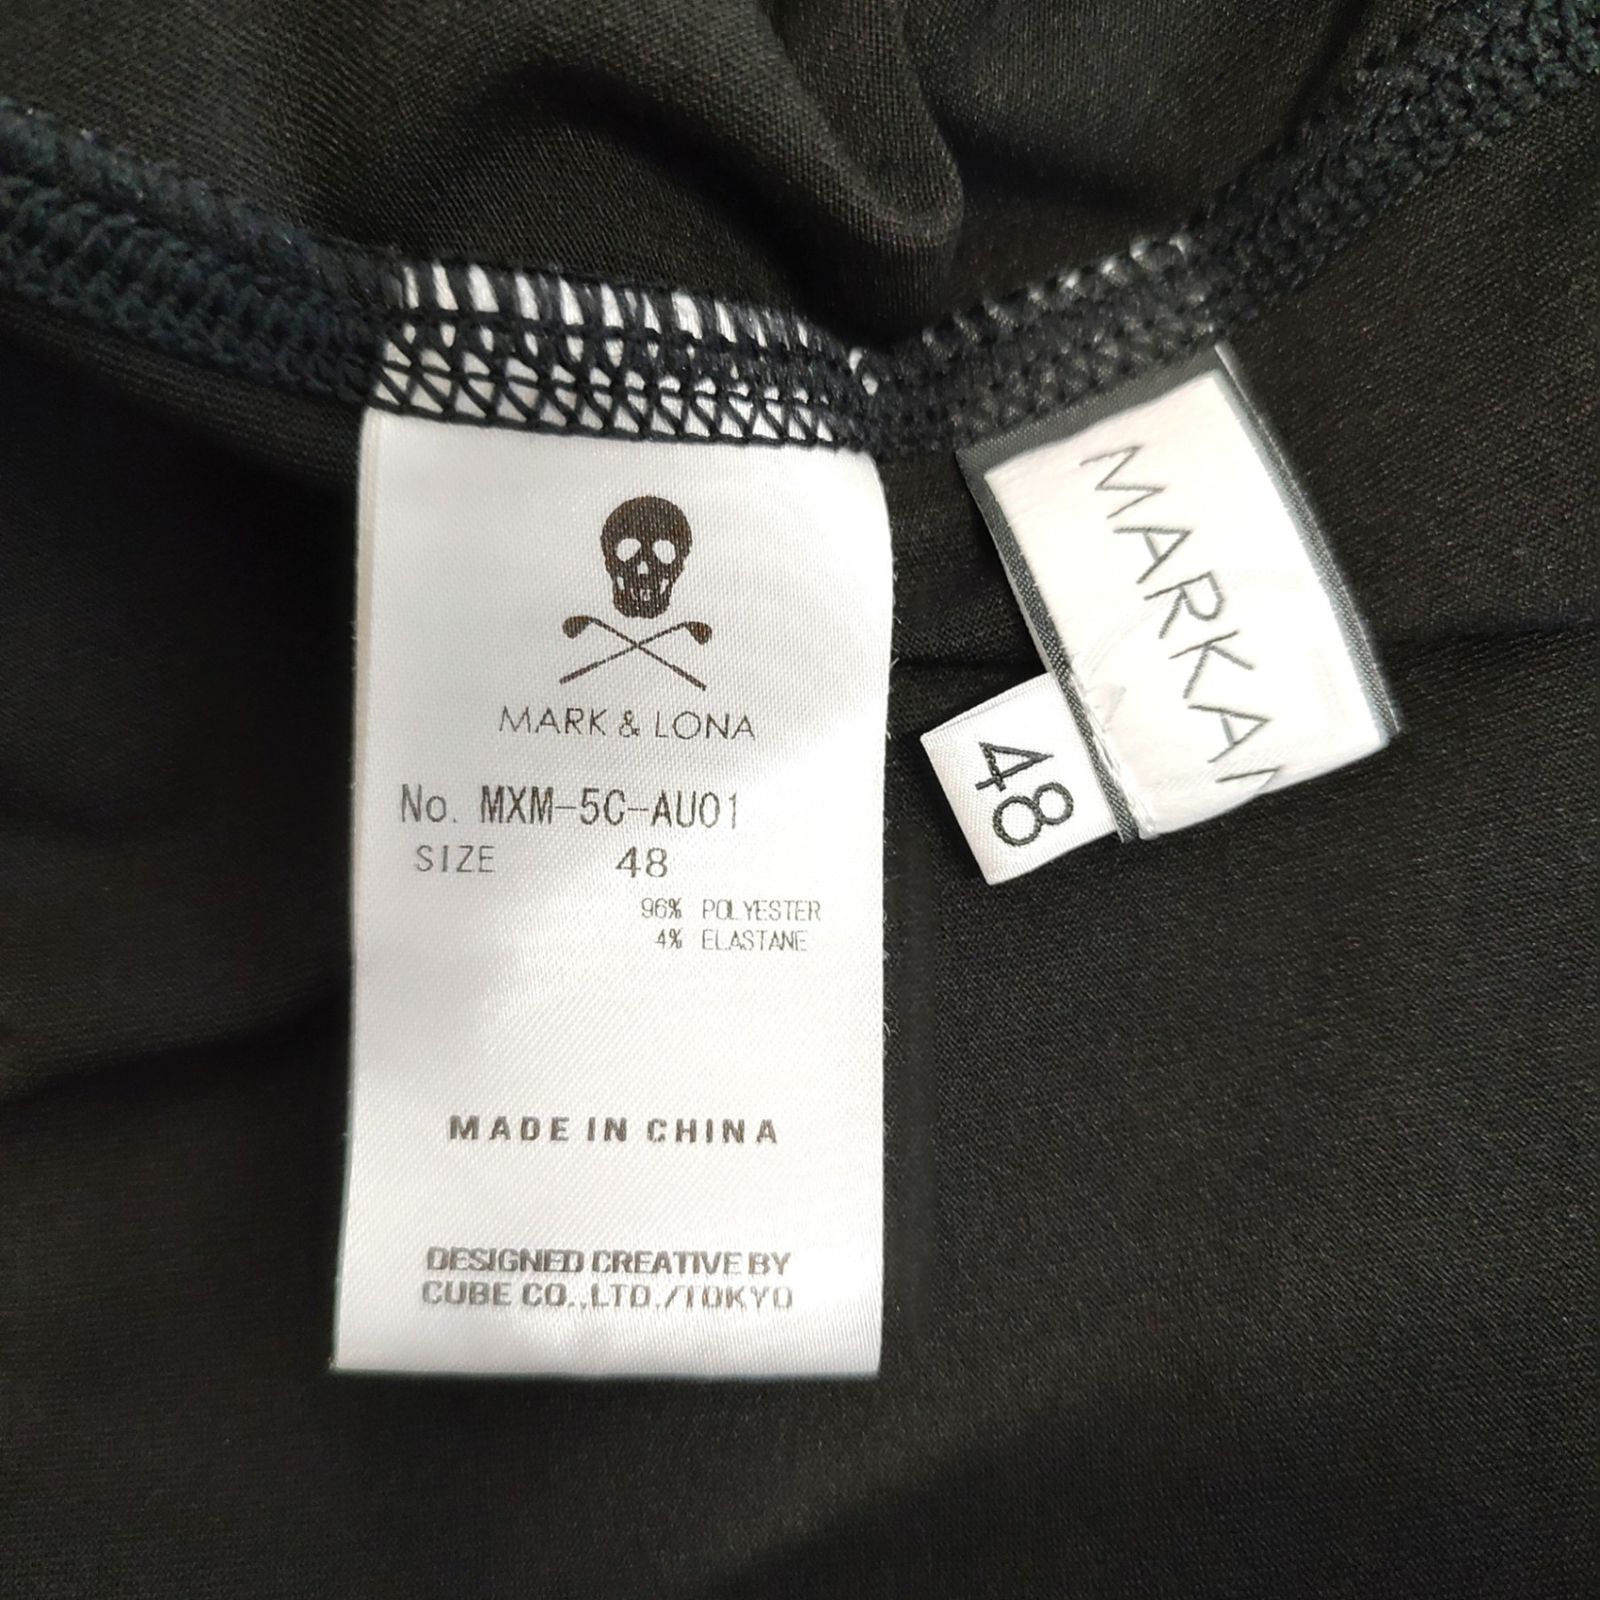 MARK & LONA
No. MXM-5C-AU01
SIZE 48
96% POLYESTER
4% ELASTANE
MADE IN CHINA
DESIGNED CREATIVE BY
CUBE CO.,LTD./TOKYO
MARKAN
48